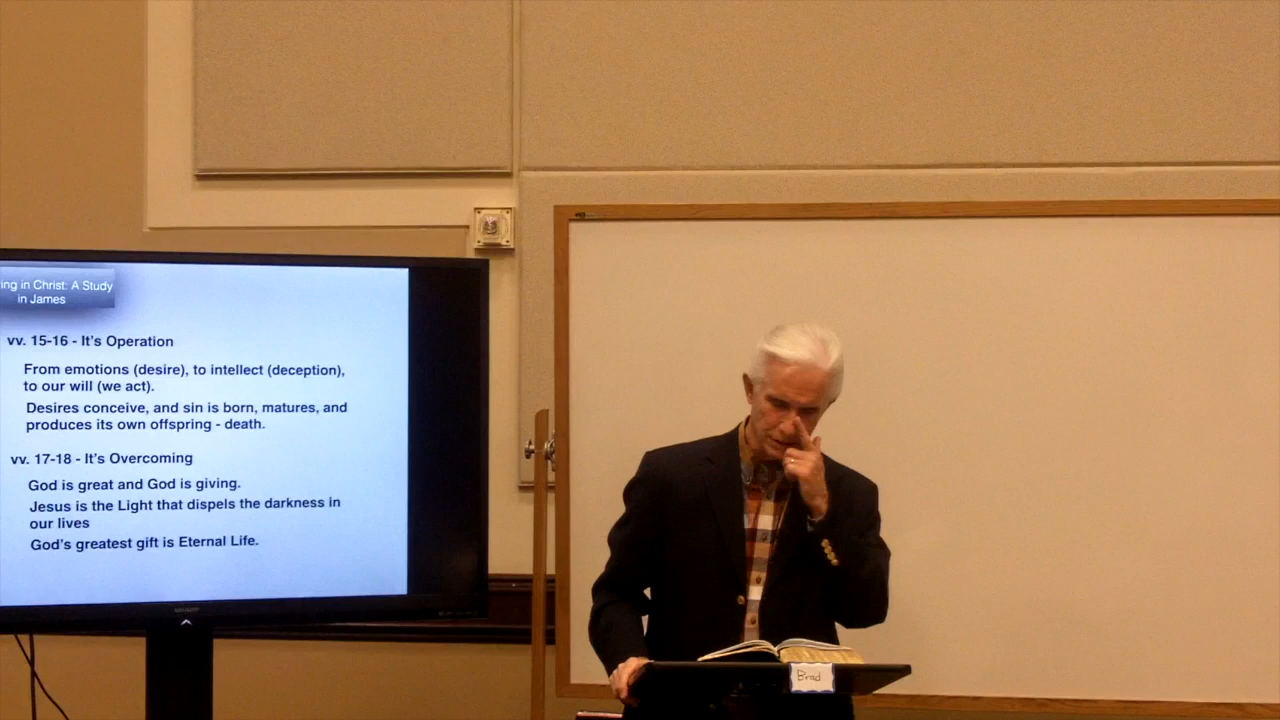 ing in Christ: A Study
in James
vv. 15-16 - It's Operation
From emotions (desire), to intellect (deception),
to our will (we act).
Desires conceive, and sin is born, matures, and
produces its own offspring - death.
vv. 17-18 - It's Overcoming
God is great and God is giving.
Jesus is the Light that dispels the darkness in
our lives
God's greatest gift is Eternal Life.
Brad